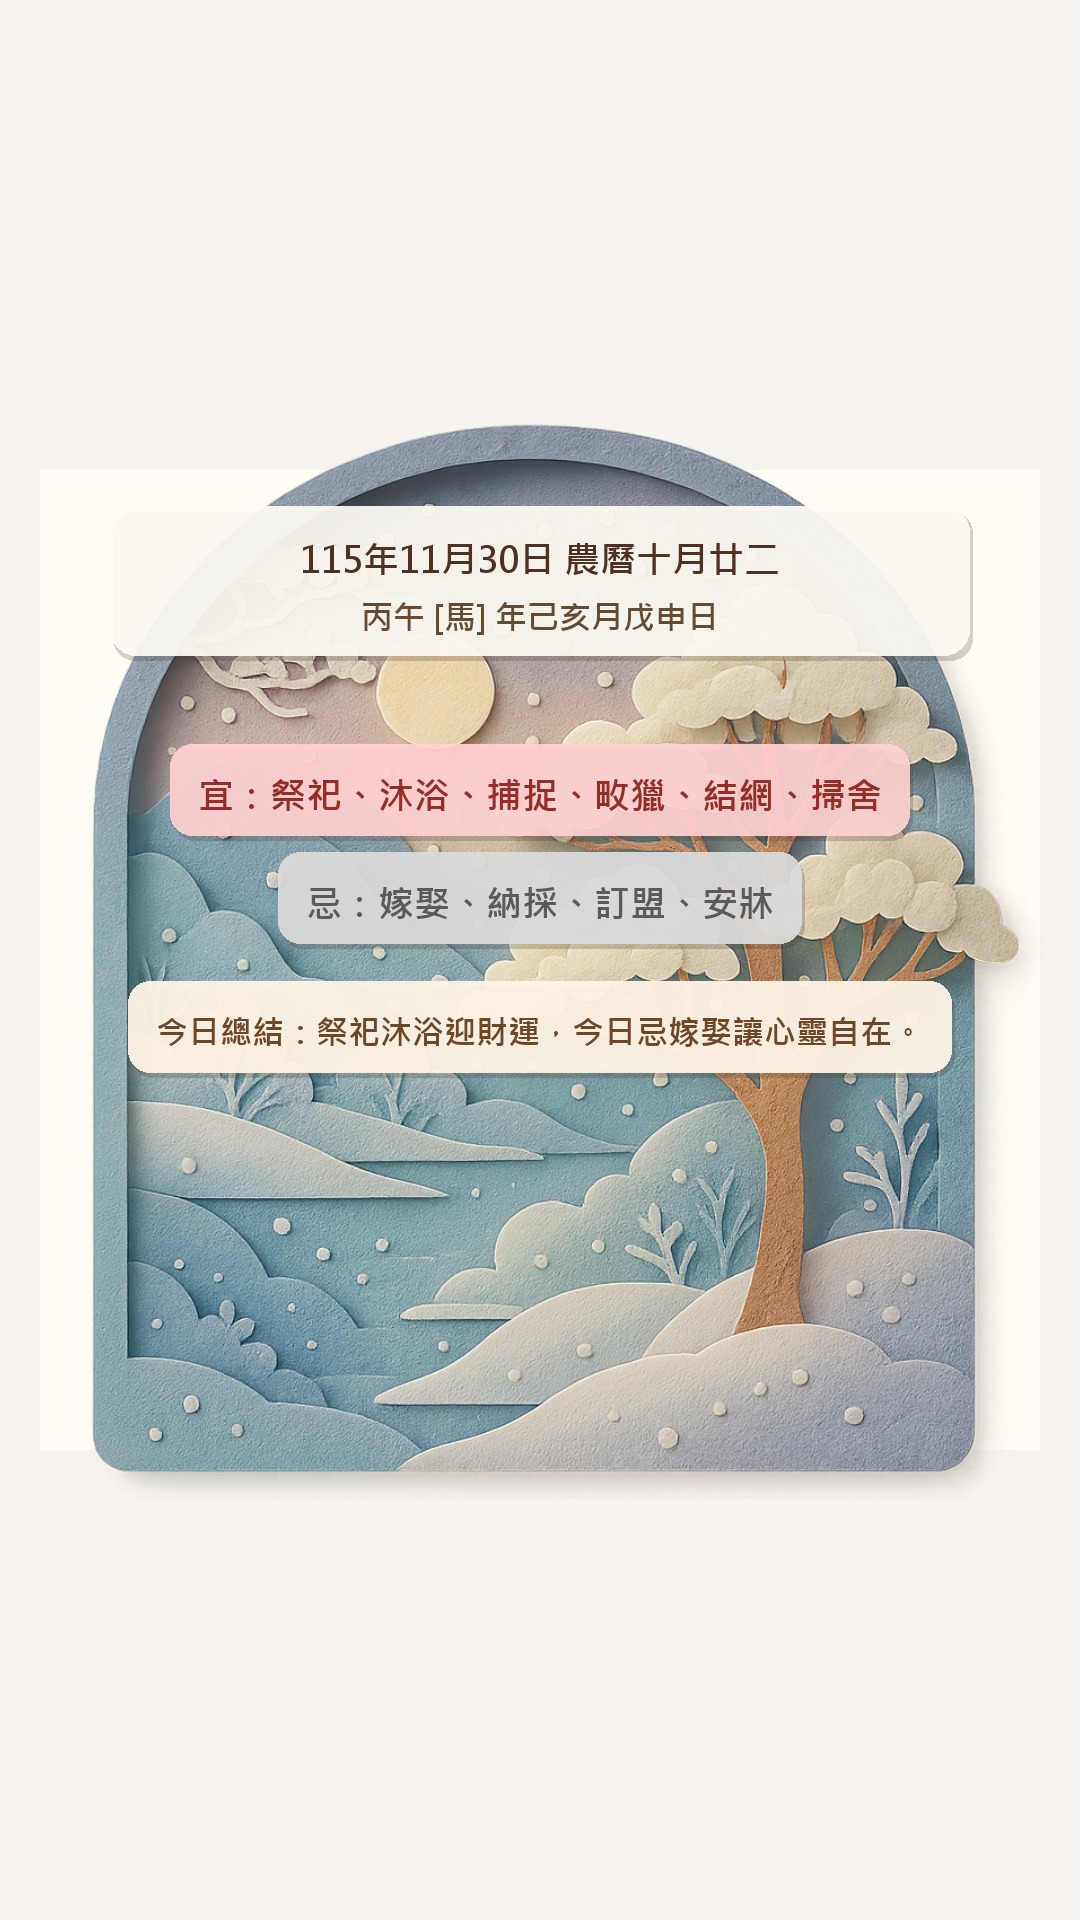 115年11月30日 農曆十月廿二
丙午 [馬] 年己亥月戊申日
宜：祭祀、沐浴、捕捉、畋獵、結網、掃舍
忌：嫁娶、納採、訂盟、安牀
今日總結：祭祀沐浴迎財運，今日忌嫁娶讓心靈自在。